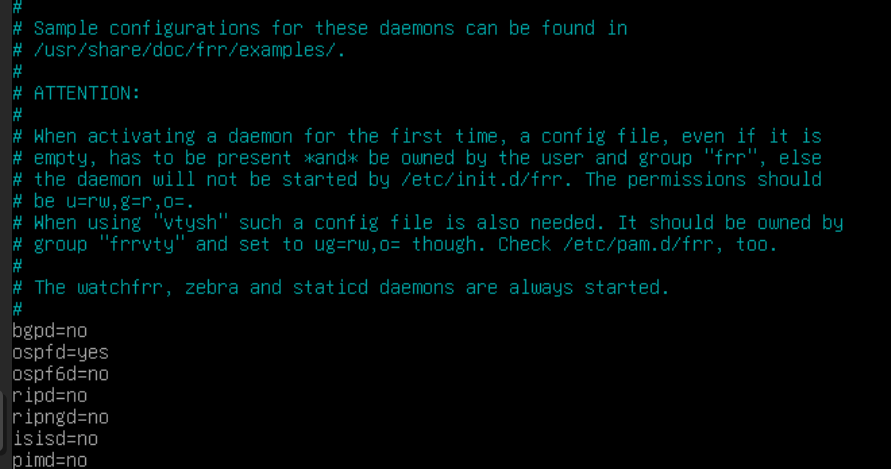 #
# Sample configurations for these daemons can be found in
# /usr/share/doc/frr/examples/.
#
# ATTENTION:
#
# When activating a daemon for the first time, a config file, even if it is
# empty, has to be present *and* be owned by the user and group "frr", else
# the daemon will not be started by /etc/init.d/frr. The permissions should
# be u=rw,g=r,o=.
# When using "vtysh" such a config file is also needed. It should be owned by
# group "frrvty" and set to ug=rw,o= though. Check /etc/pam.d/frr, too.
#
# The watchfrr, zebra and staticd daemons are always started.
#
bgpd=no
ospfd=yes
ospf6d=no
ripd=no
ripngd=no
isisd=no
pimd=no